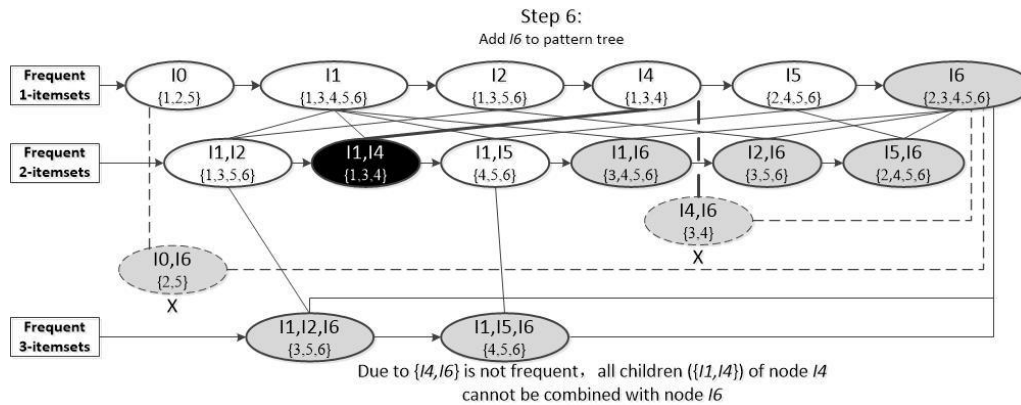 Step 6:
Add I6 to pattern tree
Frequent
1-itemsets
I0
{1,2,5}
I1
{1,3,4,5,6}
I2
{1,3,5,6}
I4
{1,3,4}
I5
{2,4,5,6}
I6
{2,3,4,5,6}
Frequent
2-itemsets
I1,I2
{1,3,5,6}
I1,I4
{1,3,4}
I1,I5
{4,5,6}
I1,I6
{3,4,5,6}
I2,I6
{3,5,6}
I5,I6
{2,4,5,6}
I4,I6
{3,4}
X
I0,I6
{2,5}
X
Frequent
3-itemsets
I1,I2,I6
{3,5,6}
I1,I5,I6
{4,5,6}
Due to {I4,I6} is not frequent，all children ({I1,I4}) of node I4
cannot be combined with node I6